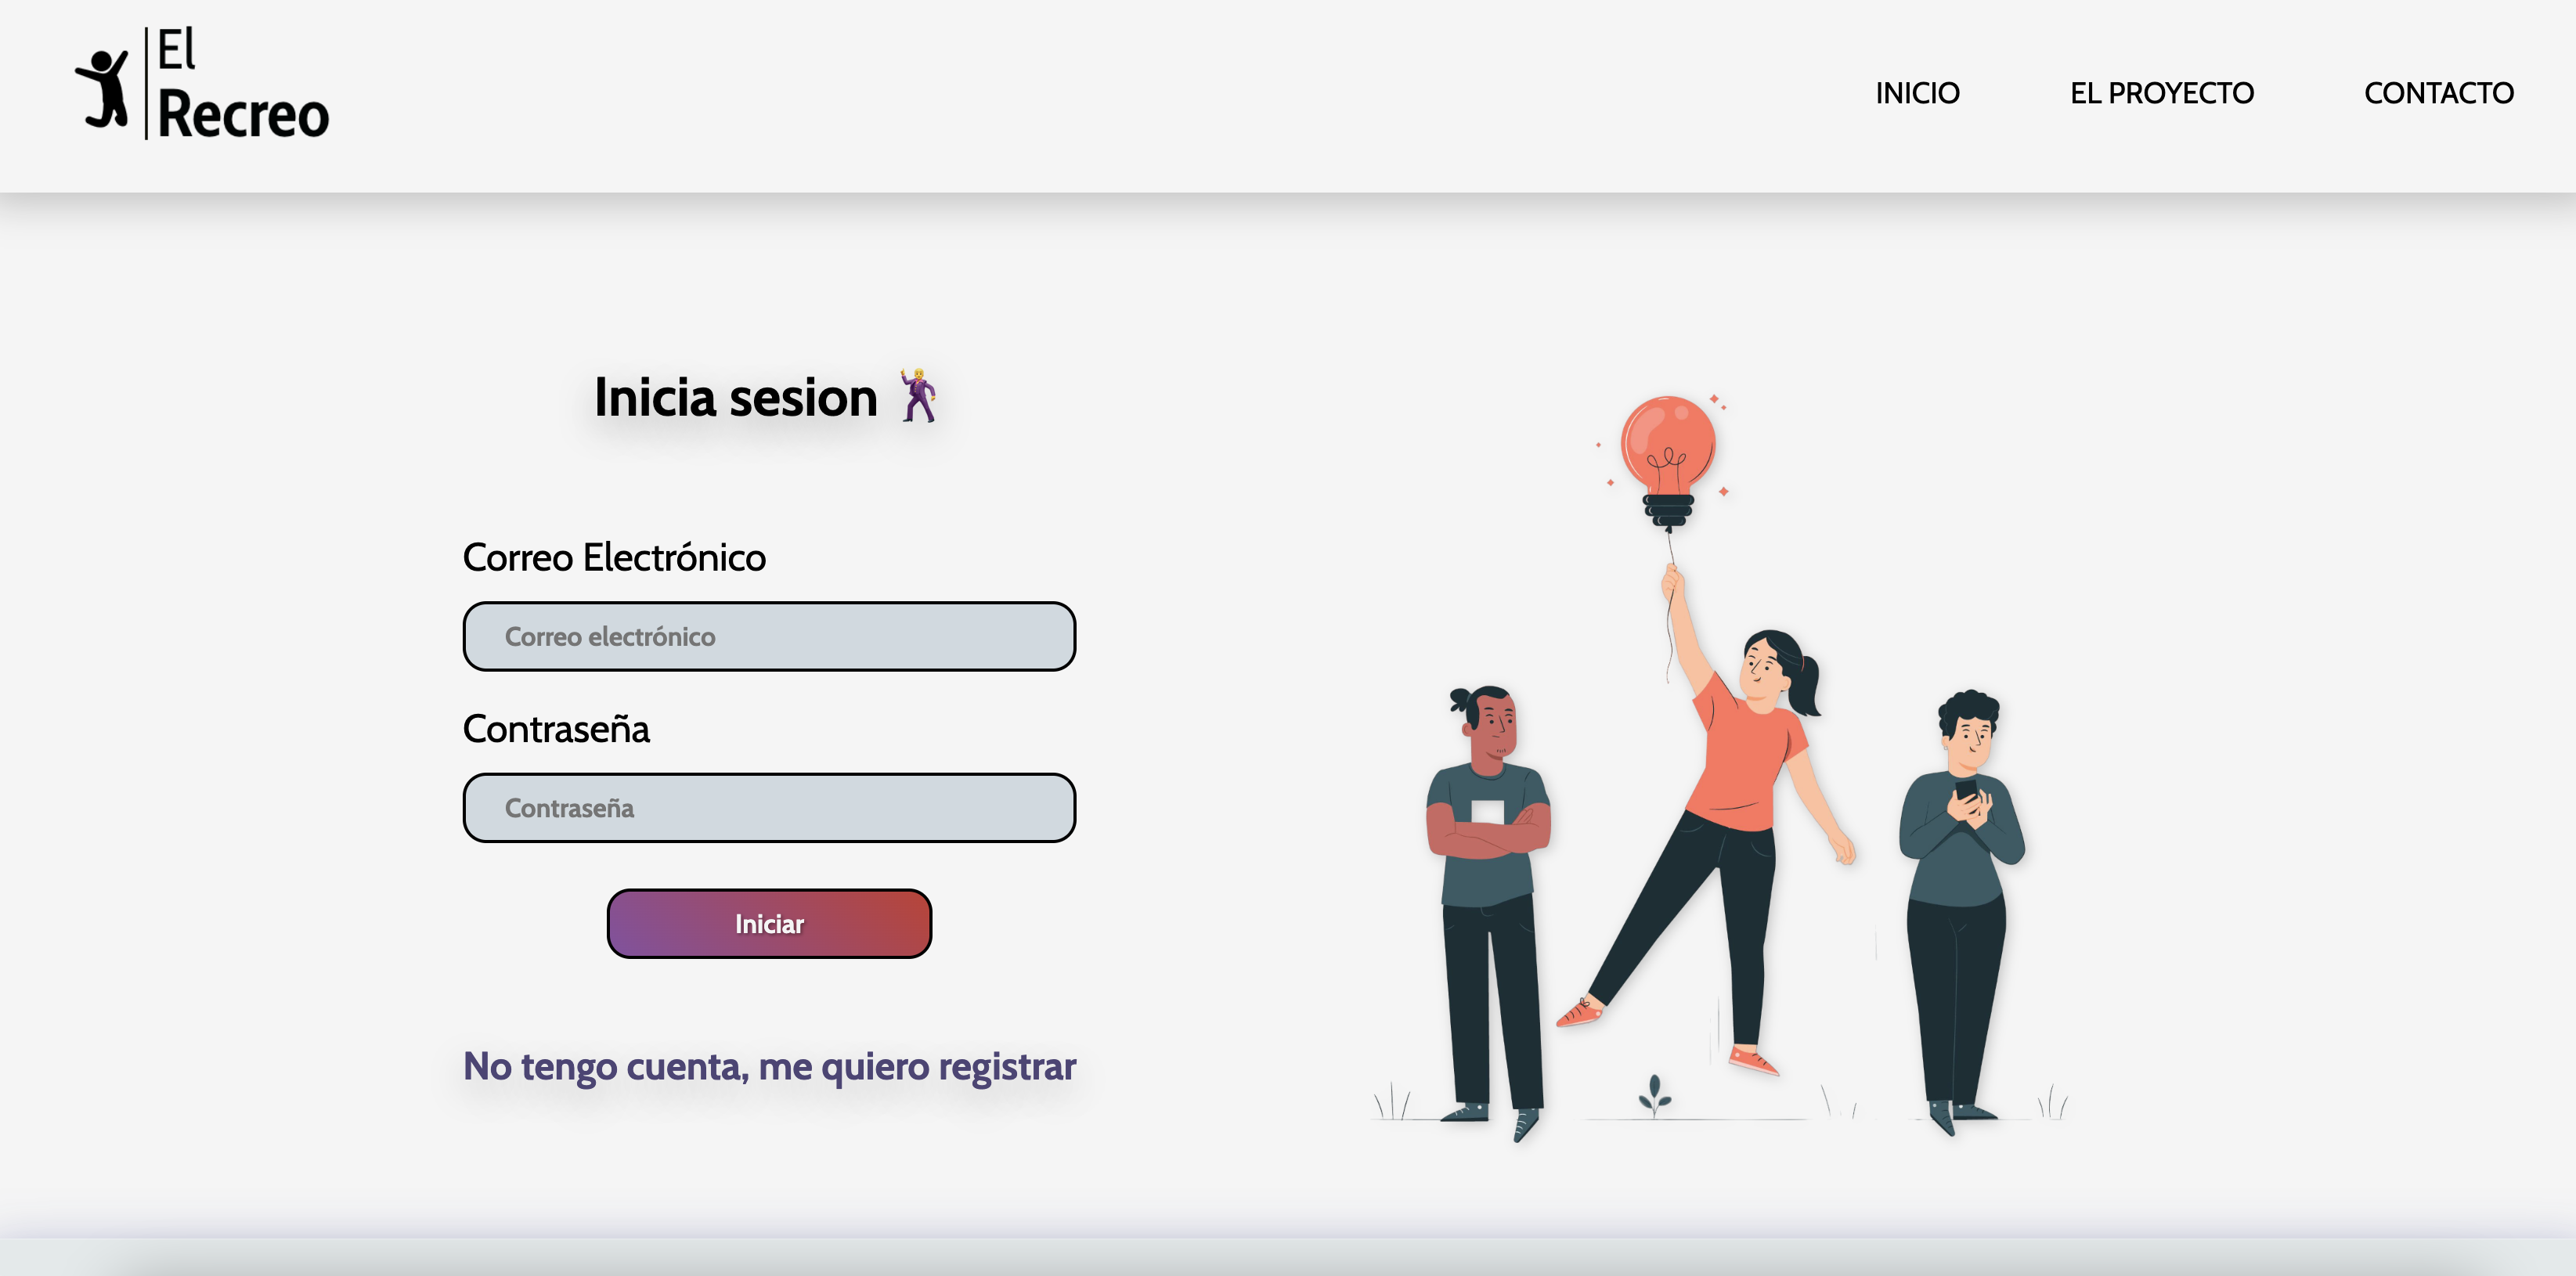 El
Recreo
INICIO
EL PROYECTO
CONTACTO
Inicia sesion 🕺
Correo Electrónico
Correo electrónico
Contraseña
Contraseña
Iniciar
No tengo cuenta, me quiero registrar